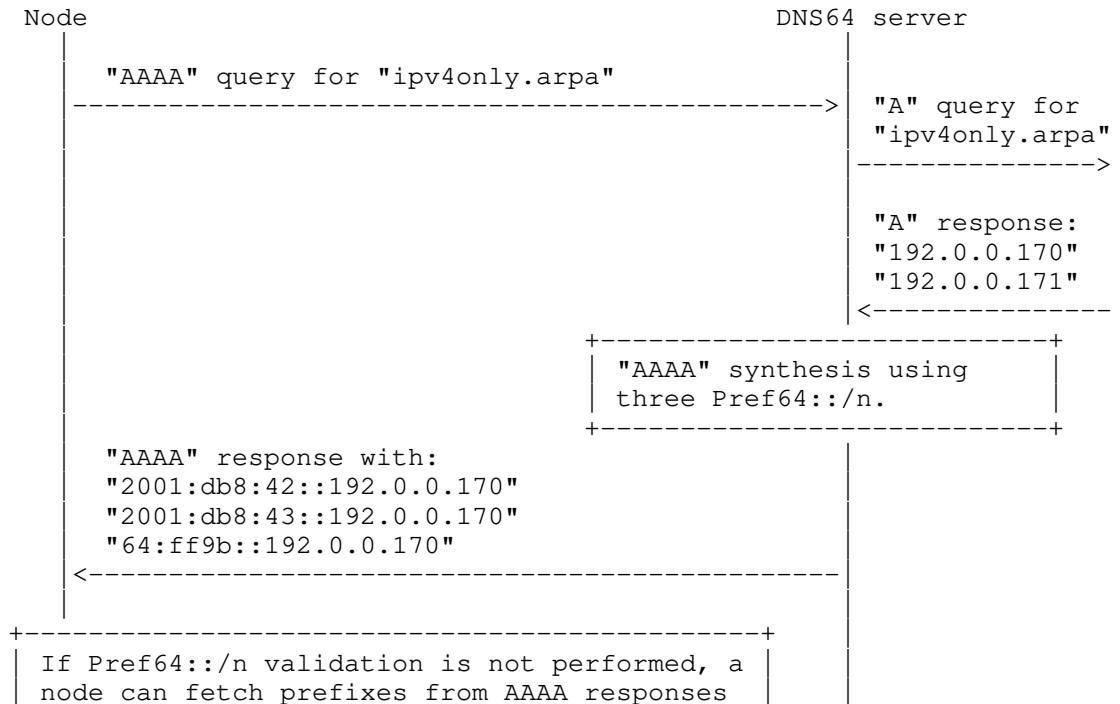 Node DNS64 server
"AAAA" query for "ipv4only.arpa"
"A" query for
"ipv4only.arpa"
"A" response:
"192.0.0.170"
"192.0.0.171"
"AAAA" synthesis using
three Pref64::/n.
"AAAA" response with:
"2001:db8:42::192.0.0.170"
"2001:db8:43::192.0.0.170"
"64:ff9b::192.0.0.170"
If Pref64::/n validation is not performed, a
node can fetch prefixes from AAAA responses